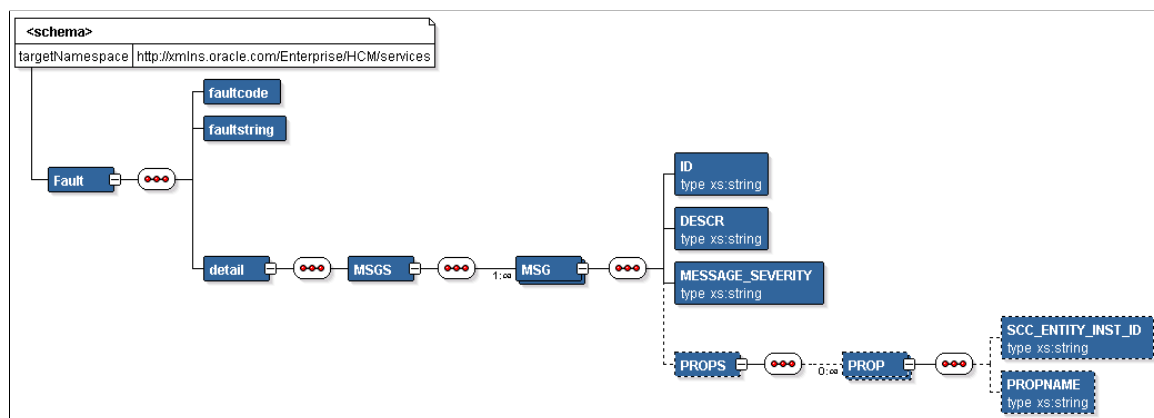 <schema>
targetNamespace http://xmlns.oracle.com/Enterprise/HCM/services
faultcode
faultstring
Fault
ID
type xs:string
DESCR
type xs:string
detail
MSGS
1:∞
MSG
MESSAGE_SEVERITY
type xs:string
PROPS
0:∞
PROP
SCC_ENTITY_INST_ID
type xs:string
PROPNAME
type xs:string